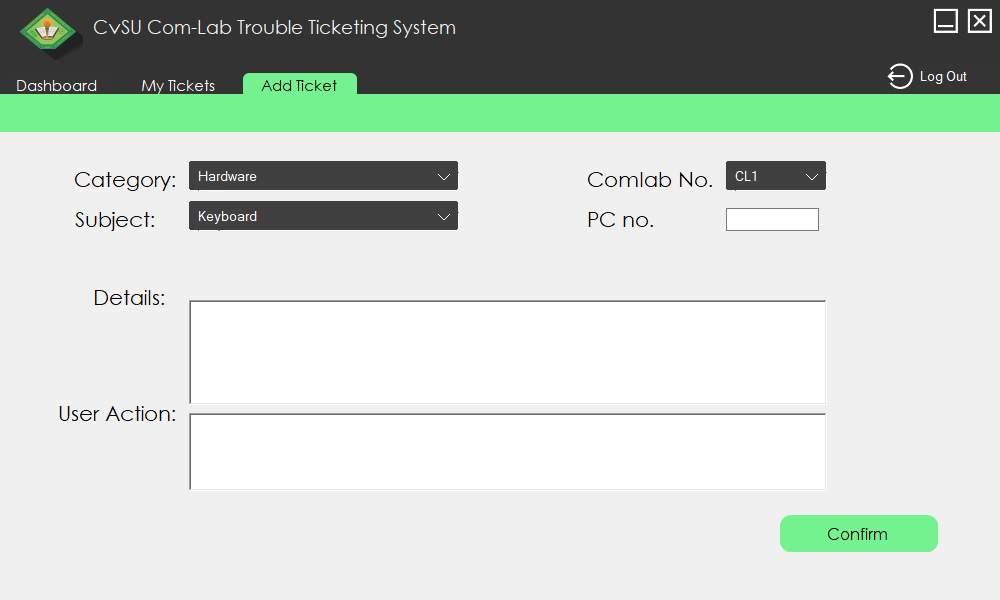 CvSU Com-Lab Trouble Ticketing System
Dashboard
My Tickets
Add Ticket
Log Out
Category:
Hardware
Comlab No.
CL1
Subject:
Keyboard
PC no.
Details:
User Action:
Confirm